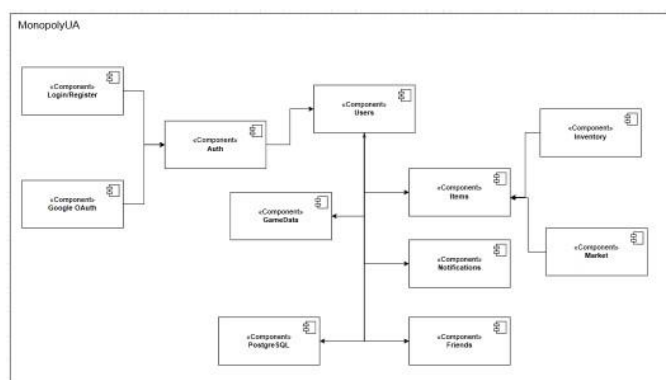 MonopolyUA
«Component»
Login/Register
«Component»
Users
«Component»
Auth
«Component»
Inventory
«Component»
Google OAuth
«Component»
Items
«Component»
GameData
«Component»
Market
«Component»
Notifications
«Component»
PostgreSQL
«Component»
Friends